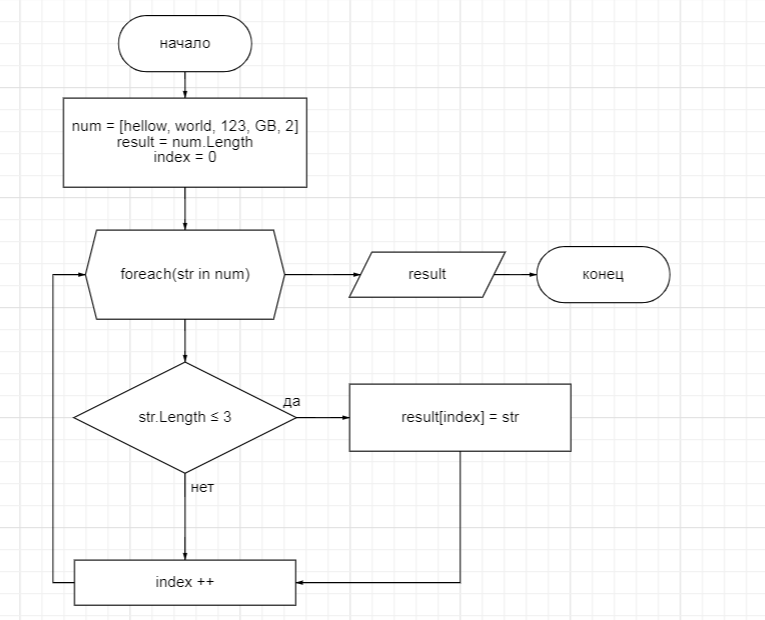 начало
num = [hellow, world, 123, GB, 2]
result = num.Length
index = 0
foreach(str in num)
result
конец
str.Length ≤ 3
да
result[index] = str
нет
index ++